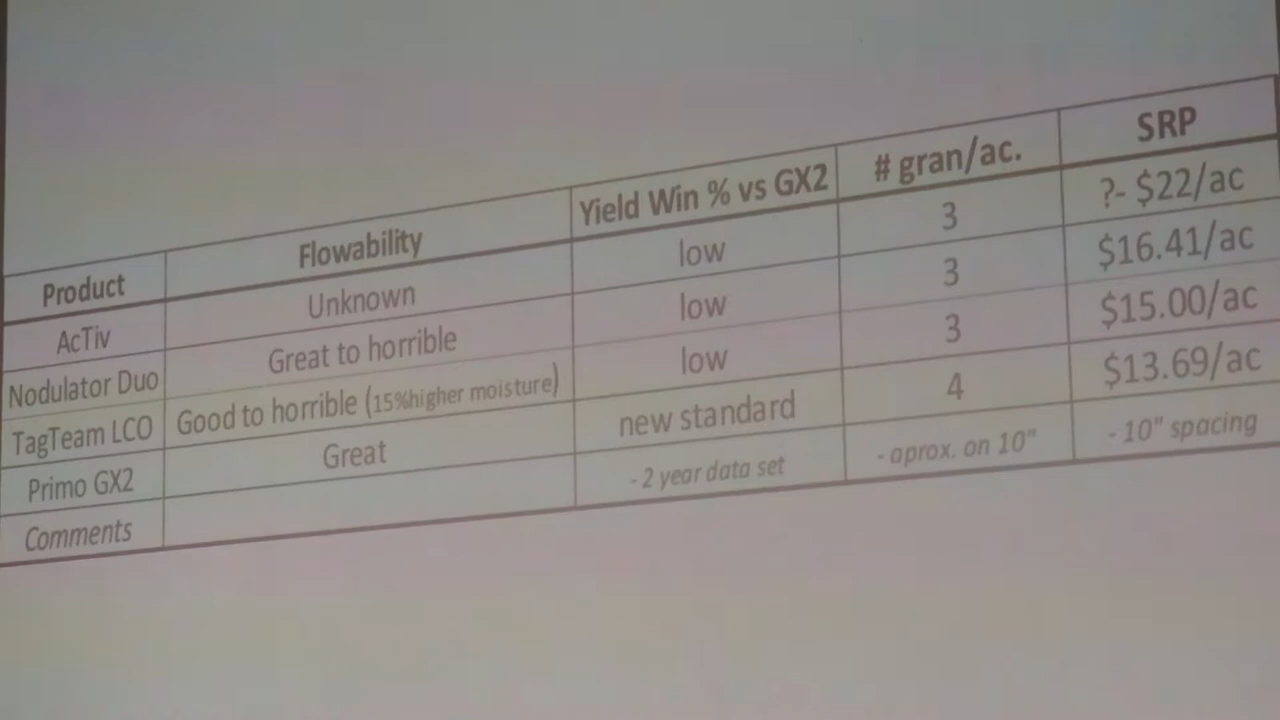 Product Flowability Yield Win % vs GX2 # gran/ac. SRP
AcTiv Unknown low 3 ?- $22/ac
Nodulator Duo Great to horrible low 3 $16.41/ac
TagTeam LCO Good to horrible (15%higher moisture) low 3 $15.00/ac
Primo GX2 Great new standard 4 $13.69/ac
Comments - 2 year data set - aprox. on 10" - 10" spacing